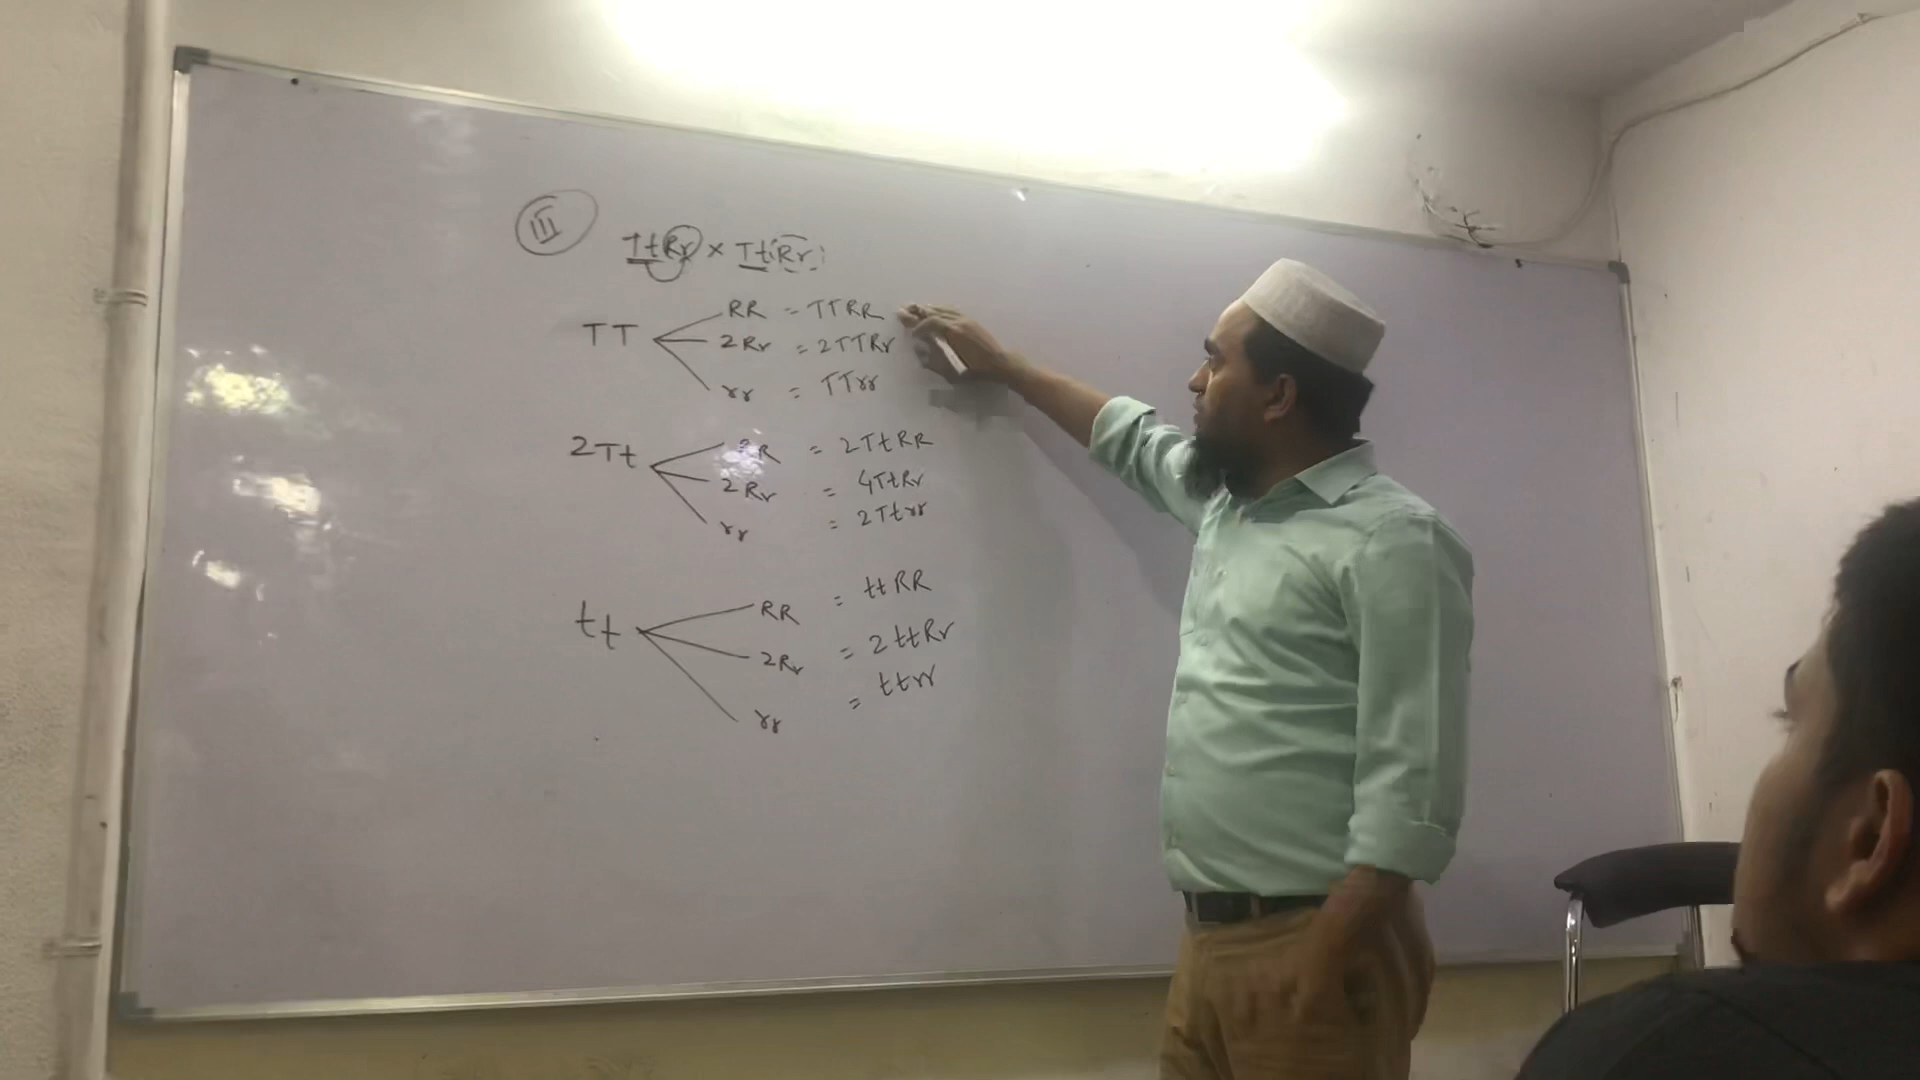 III
TtRr × TtRr
TT RR = TTRR
2Rr = 2TTRr
rr = TTrr
2Tt RR = 2TtRR
2Rr = 4TtRr
rr = 2Ttrr
tt RR = ttRR
2Rr = 2ttRr
rr = ttrr